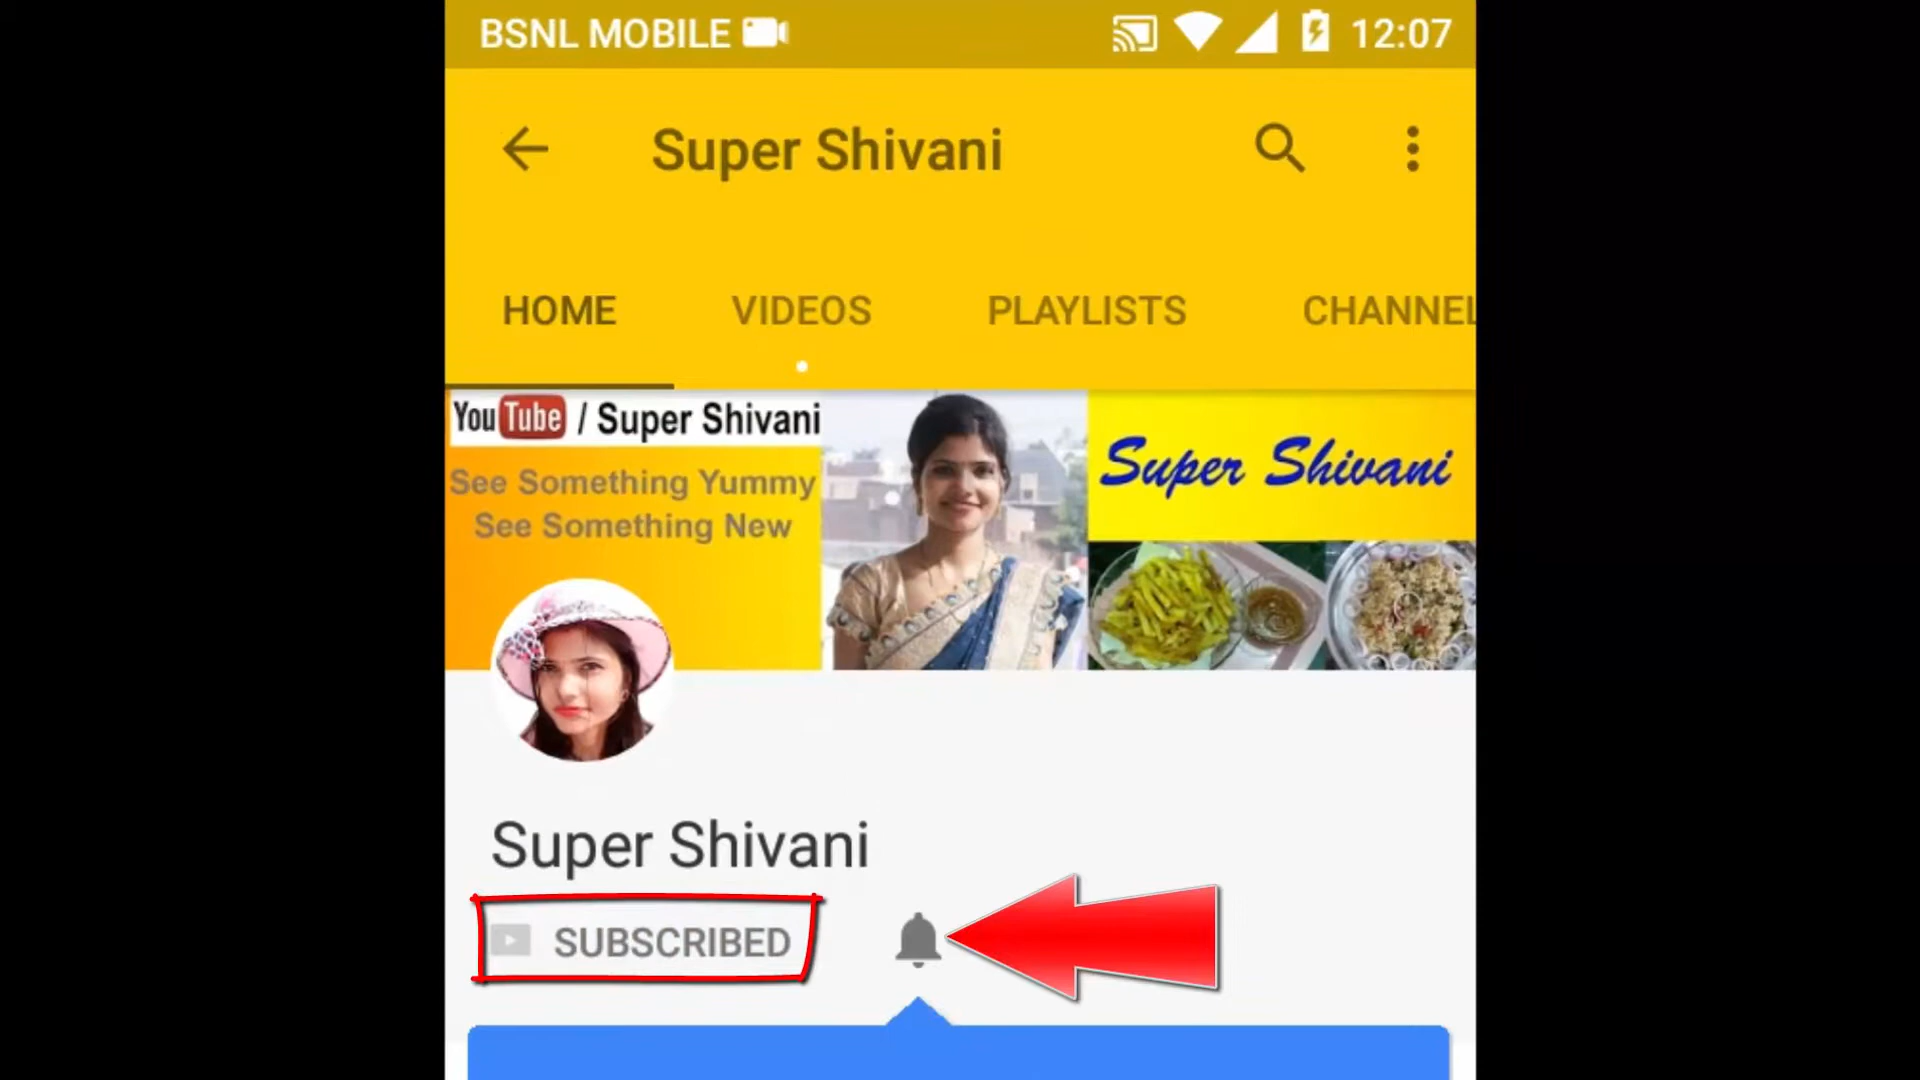 BSNL MOBILE 12:07
Super Shivani
HOME VIDEOS PLAYLISTS CHANNEL
YouTube / Super Shivani
See Something Yummy
See Something New
Super Shivani
Super Shivani
SUBSCRIBED